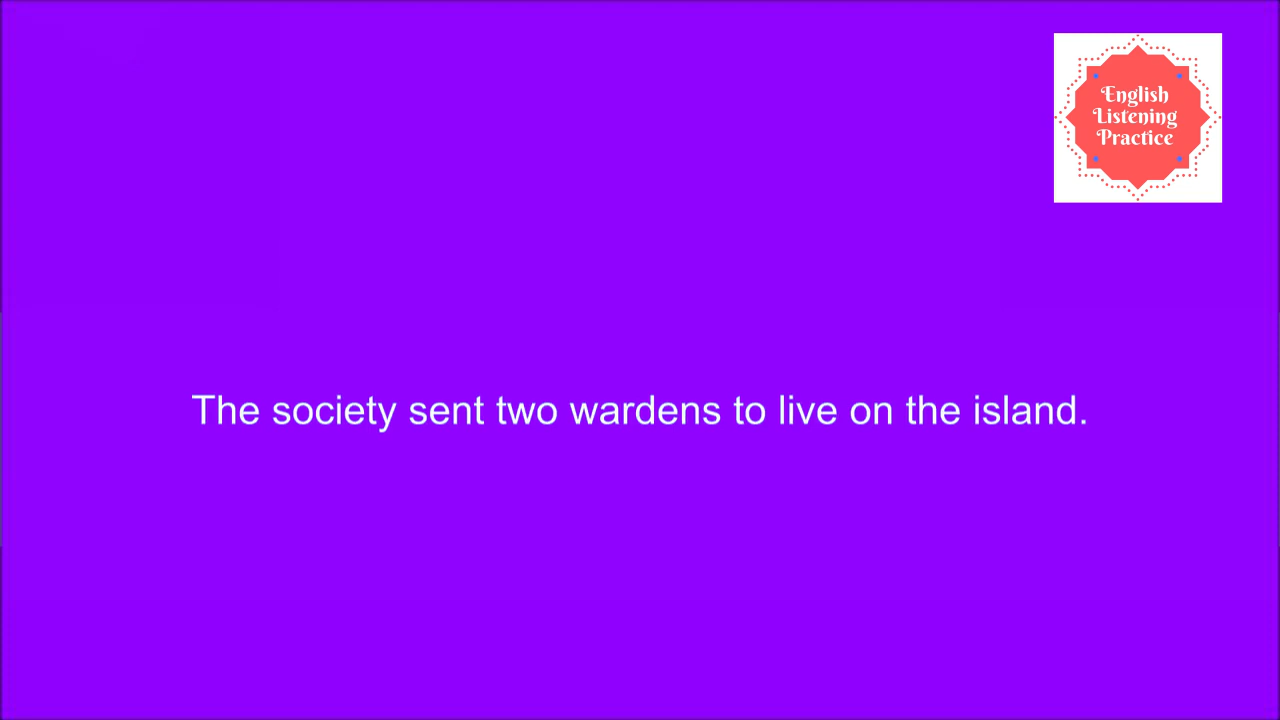 English
Listening
Practice
The society sent two wardens to live on the island.